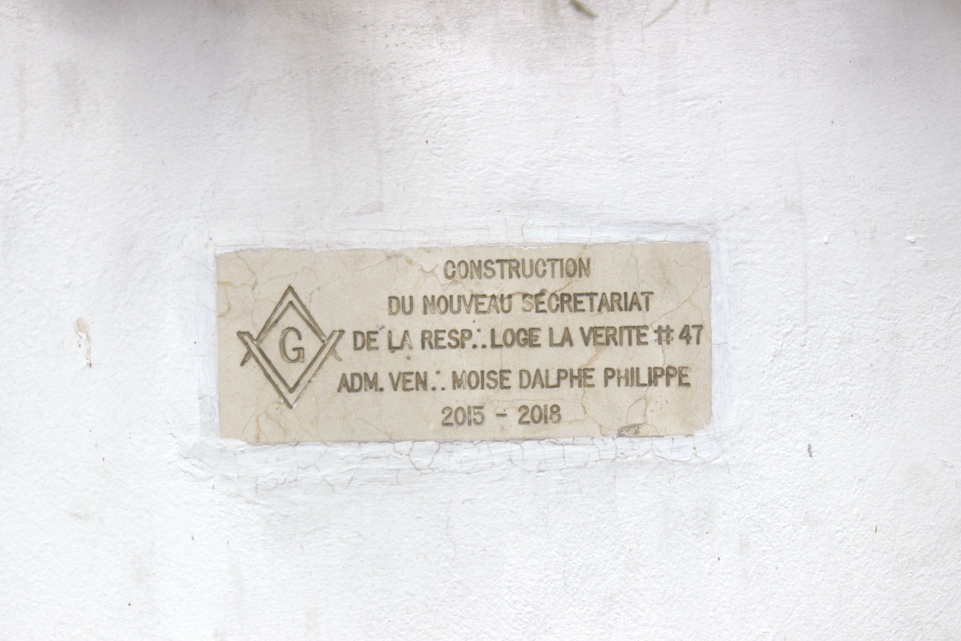 CONSTRUCTION
DU NOUVEAU SECRETARIAT
G
DE LA RESP∴ LOGE LA VERITE # 47
ADM. VEN∴ MOISE DALPHE PHILIPPE
2015 - 2018